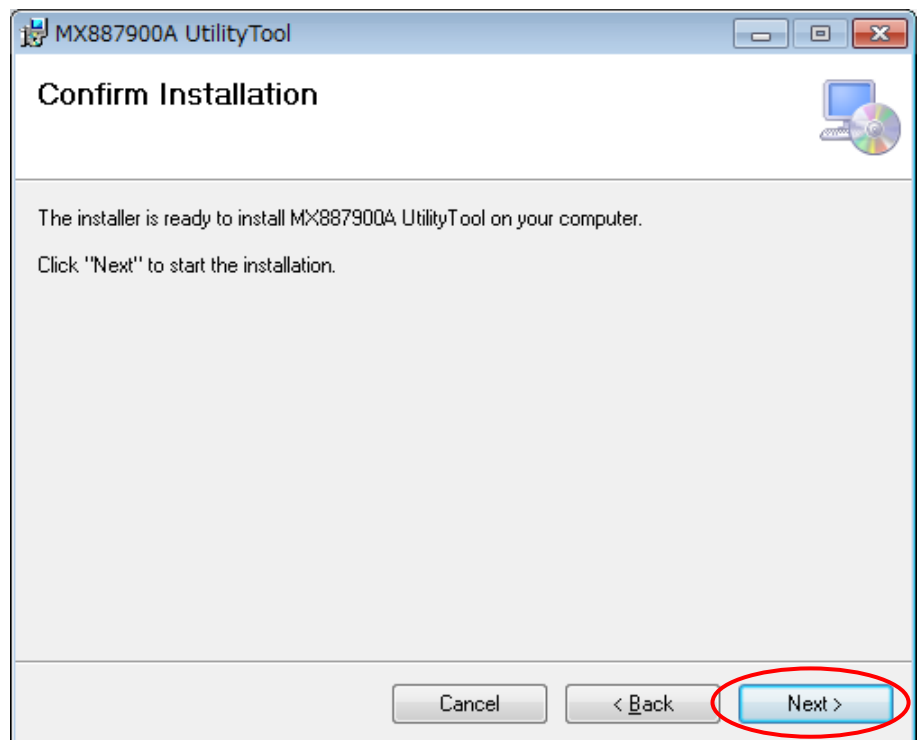 MX887900A UtilityTool
Confirm Installation
The installer is ready to install MX887900A UtilityTool on your computer.
Click "Next" to start the installation.
Cancel
< Back
Next >